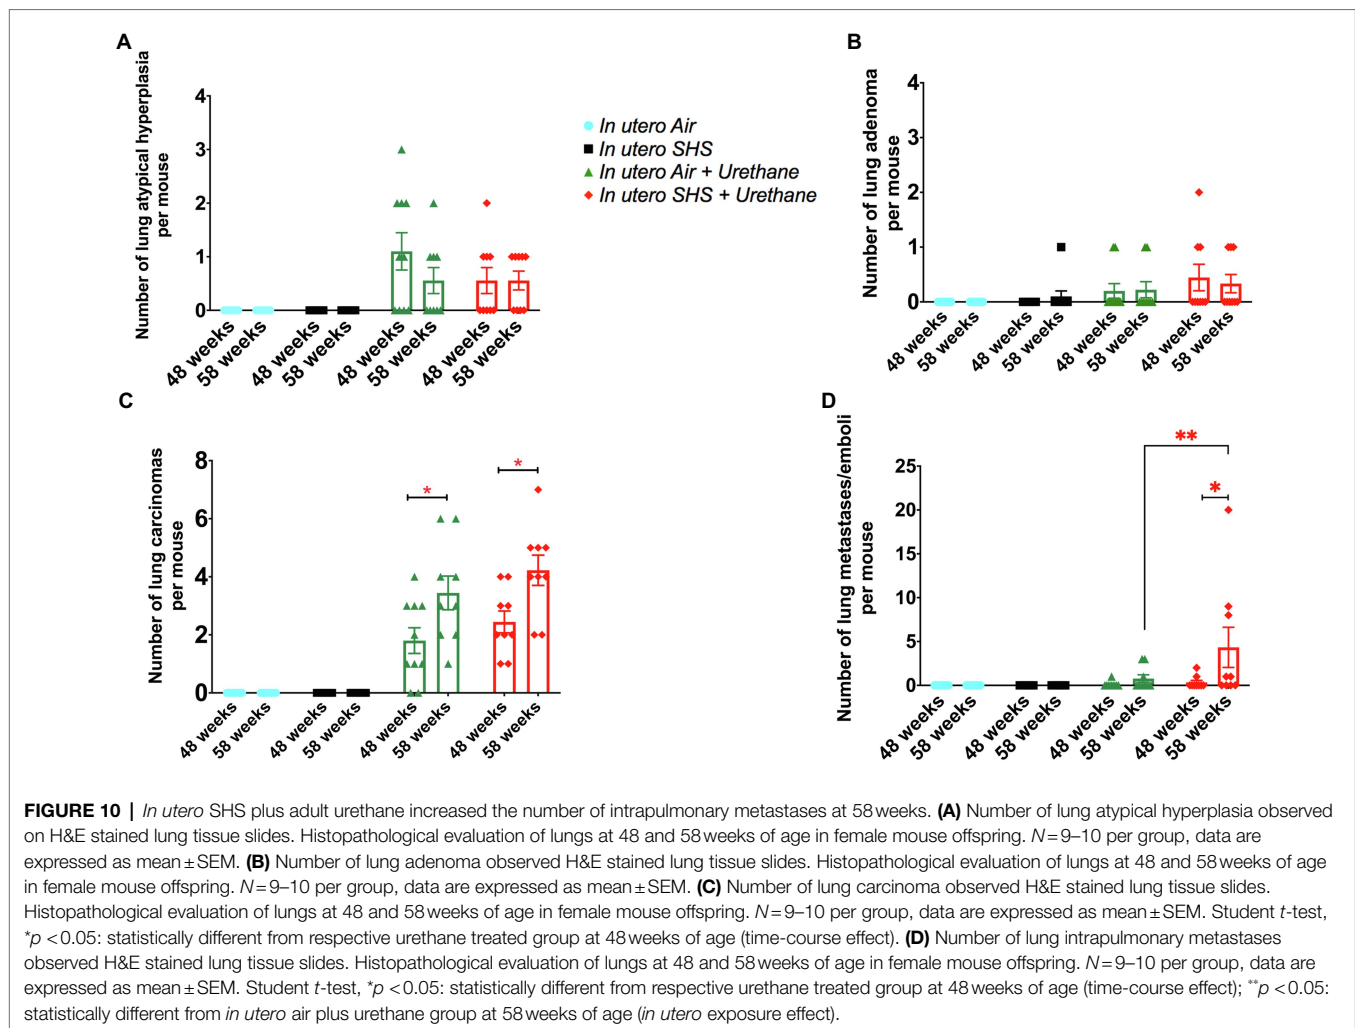 A
Number of lung atypical hyperplasia
per mouse
4
3
2
1
0
48 weeks
58 weeks
48 weeks
58 weeks
48 weeks
58 weeks
48 weeks
58 weeks
In utero Air
In utero SHS
In utero Air + Urethane
In utero SHS + Urethane
B
Number of lung adenoma
per mouse
4
3
2
1
0
48 weeks
58 weeks
48 weeks
58 weeks
48 weeks
58 weeks
48 weeks
58 weeks
C
Number of lung carcinomas
per mouse
8
6
4
2
0
*
*
48 weeks
58 weeks
48 weeks
58 weeks
48 weeks
58 weeks
48 weeks
58 weeks
D
Number of lung metastases/emboli
per mouse
25
20
15
10
5
0
**
*
48 weeks
58 weeks
48 weeks
58 weeks
48 weeks
58 weeks
48 weeks
58 weeks
FIGURE 10 | In utero SHS plus adult urethane increased the number of intrapulmonary metastases at 58 weeks. (A) Number of lung atypical hyperplasia observed
on H&E stained lung tissue slides. Histopathological evaluation of lungs at 48 and 58 weeks of age in female mouse offspring. N = 9–10 per group, data are
expressed as mean ± SEM. (B) Number of lung adenoma observed H&E stained lung tissue slides. Histopathological evaluation of lungs at 48 and 58 weeks of age
in female mouse offspring. N = 9–10 per group, data are expressed as mean ± SEM. (C) Number of lung carcinoma observed H&E stained lung tissue slides.
Histopathological evaluation of lungs at 48 and 58 weeks of age in female mouse offspring. N = 9–10 per group, data are expressed as mean ± SEM. Student t-test,
*p < 0.05: statistically different from respective urethane treated group at 48 weeks of age (time-course effect). (D) Number of lung intrapulmonary metastases
observed H&E stained lung tissue slides. Histopathological evaluation of lungs at 48 and 58 weeks of age in female mouse offspring. N = 9–10 per group, data are
expressed as mean ± SEM. Student t-test, *p < 0.05: statistically different from respective urethane treated group at 48 weeks of age (time-course effect); **p < 0.05:
statistically different from in utero air plus urethane group at 58 weeks of age (in utero exposure effect).